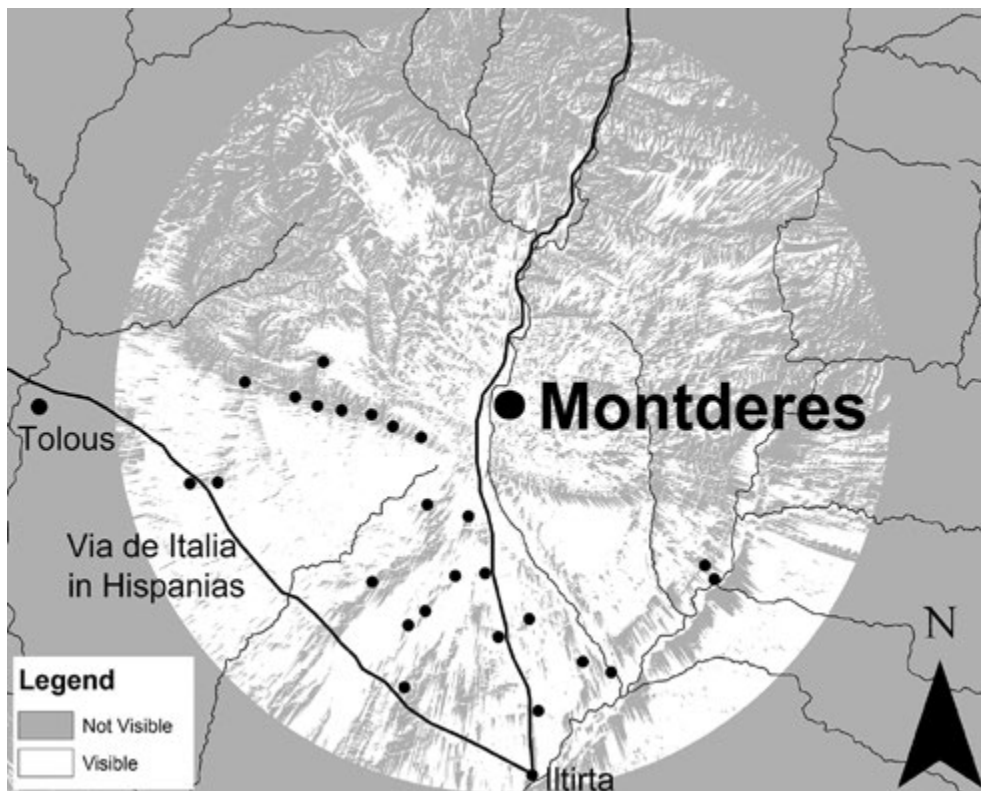 Montderes
Tolous
Via de Italia
in Hispanias
N
Legend
Not Visible
Visible
Iltirta